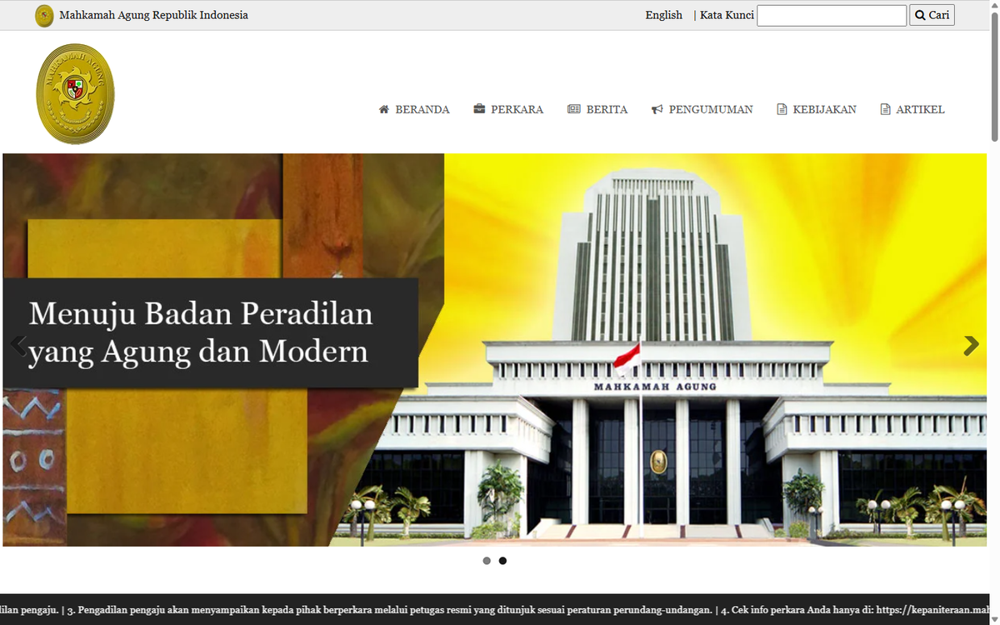 Mahkamah Agung Republik Indonesia
English | Kata Kunci Cari
MAHKAMAH AGUNG
BERANDA PERKARA BERITA PENGUMUMAN KEBIJAKAN ARTIKEL
Menuju Badan Peradilan
yang Agung dan Modern
MAHKAMAH AGUNG
pengaju. | 3. Pengadilan pengaju akan menyampaikan kepada pihak berperkara melalui petugas resmi yang ditunjuk sesuai peraturan perundang-undangan. | 4. Cek info perkara Anda hanya di: https://kepaniteraan.mah